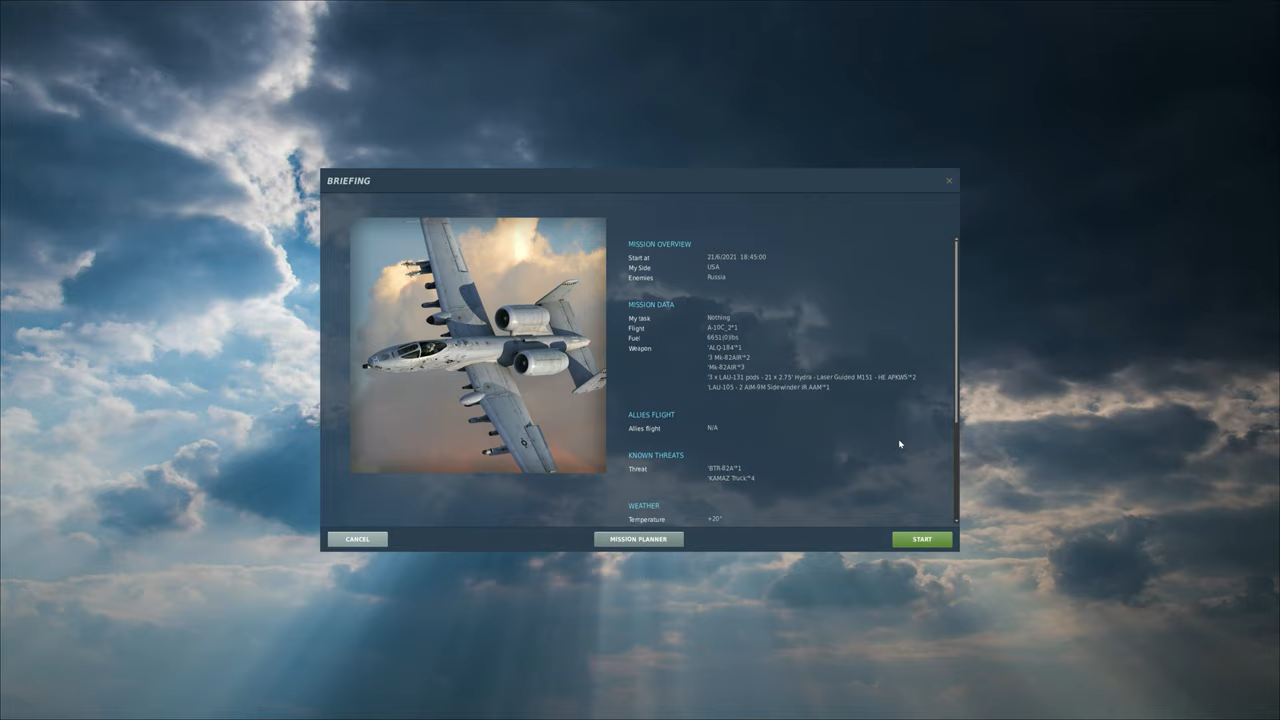 BRIEFING
MISSION OVERVIEW
Start at 21/6/2021 18:45:00
My Side USA
Enemies Russia
MISSION DATA
My task Nothing
Flight A-10C_2*1
Fuel 6651(0)lbs
Weapon 'ALQ-184'*1
'3 Mk-82AIR'*2
'Mk-82AIR'*3
'3 x LAU-131 pods - 21 x 2.75' Hydra - Laser Guided M151 - HE APKWS'*2
'LAU-105 - 2 AIM-9M Sidewinder IR AAM'*1
ALLIES FLIGHT
Allies flight N/A
KNOWN THREATS
Threat 'BTR-82A'*1
'KAMAZ Truck'*4
WEATHER
Temperature +20°
CANCEL MISSION PLANNER START